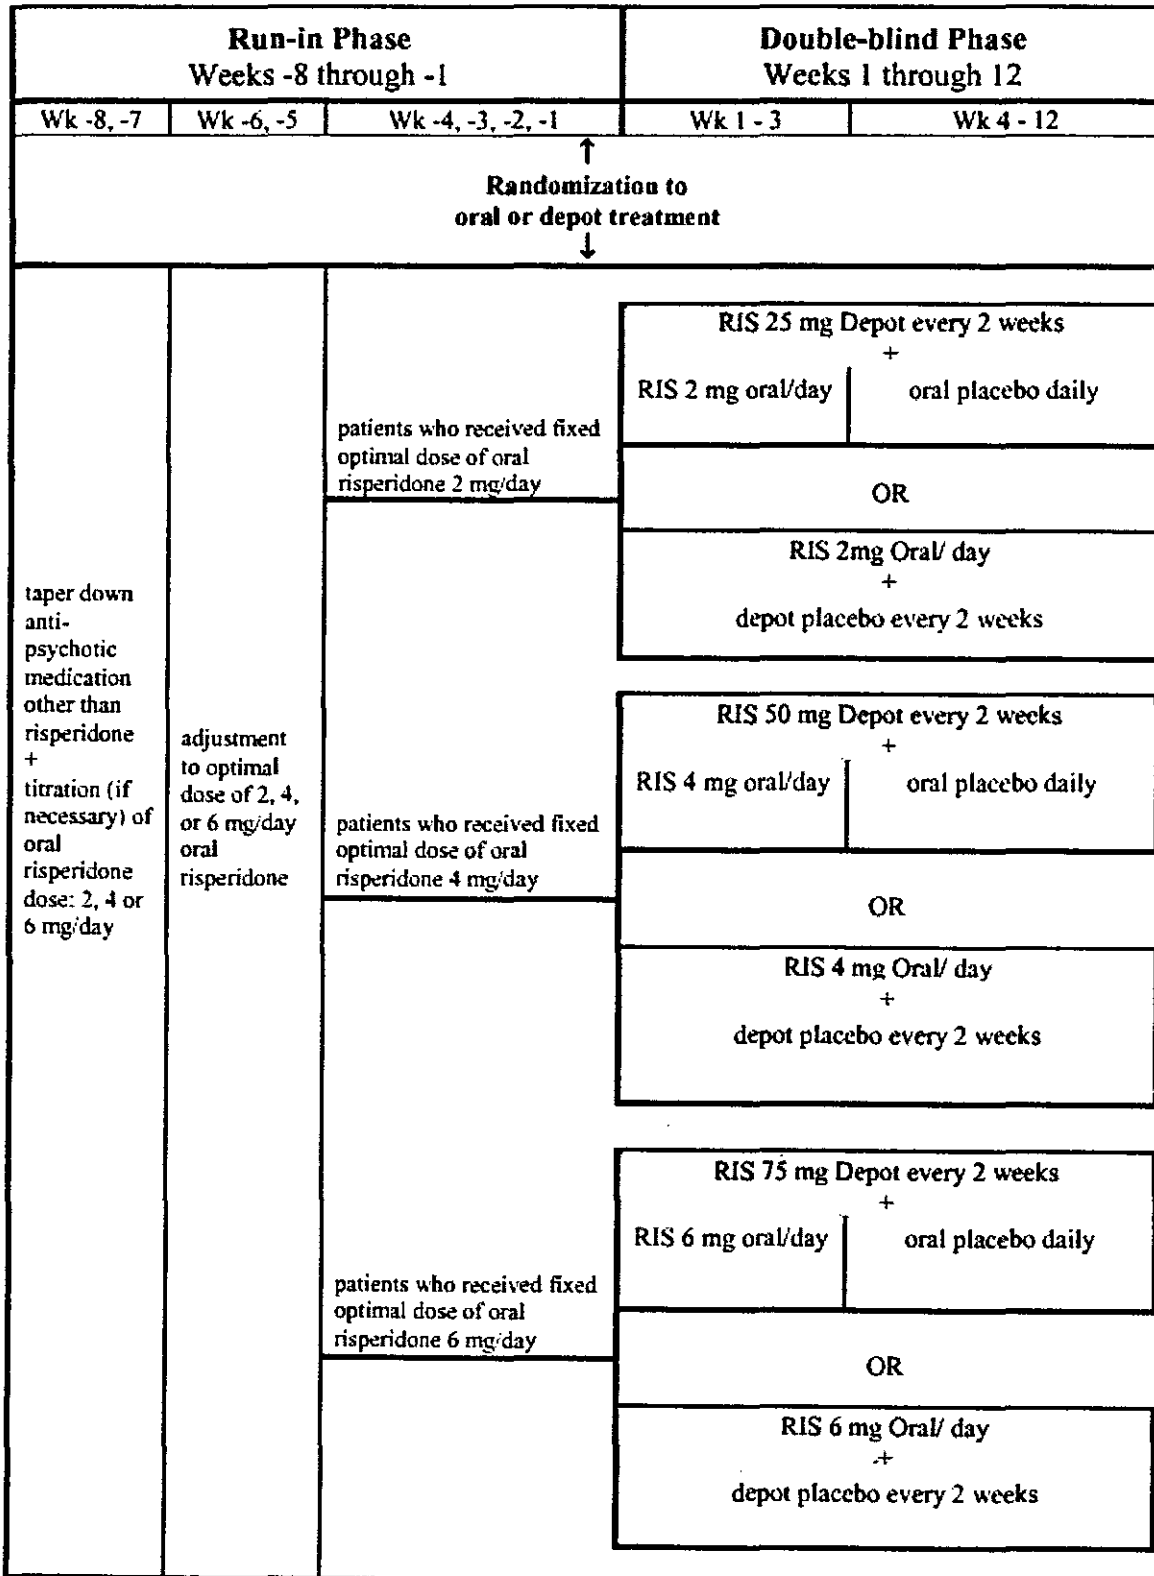 Run-in Phase
Weeks -8 through -1
Double-blind Phase
Weeks 1 through 12
Wk -8, -7
Wk -6, -5
Wk -4, -3, -2, -1
Wk 1 - 3
Wk 4 - 12
↑
Randomization to
oral or depot treatment
↓
taper down
anti-
psychotic
medication
other than
risperidone
+
titration (if
necessary) of
oral
risperidone
dose: 2, 4 or
6 mg/day
adjustment
to optimal
dose of 2, 4,
or 6 mg/day
oral
risperidone
patients who received fixed
optimal dose of oral
risperidone 2 mg/day
RIS 25 mg Depot every 2 weeks
+
RIS 2 mg oral/day
oral placebo daily
OR
RIS 2mg Oral/ day
+
depot placebo every 2 weeks
patients who received fixed
optimal dose of oral
risperidone 4 mg/day
RIS 50 mg Depot every 2 weeks
+
RIS 4 mg oral/day
oral placebo daily
OR
RIS 4 mg Oral/ day
+
depot placebo every 2 weeks
patients who received fixed
optimal dose of oral
risperidone 6 mg/day
RIS 75 mg Depot every 2 weeks
+
RIS 6 mg oral/day
oral placebo daily
OR
RIS 6 mg Oral/ day
+
depot placebo every 2 weeks